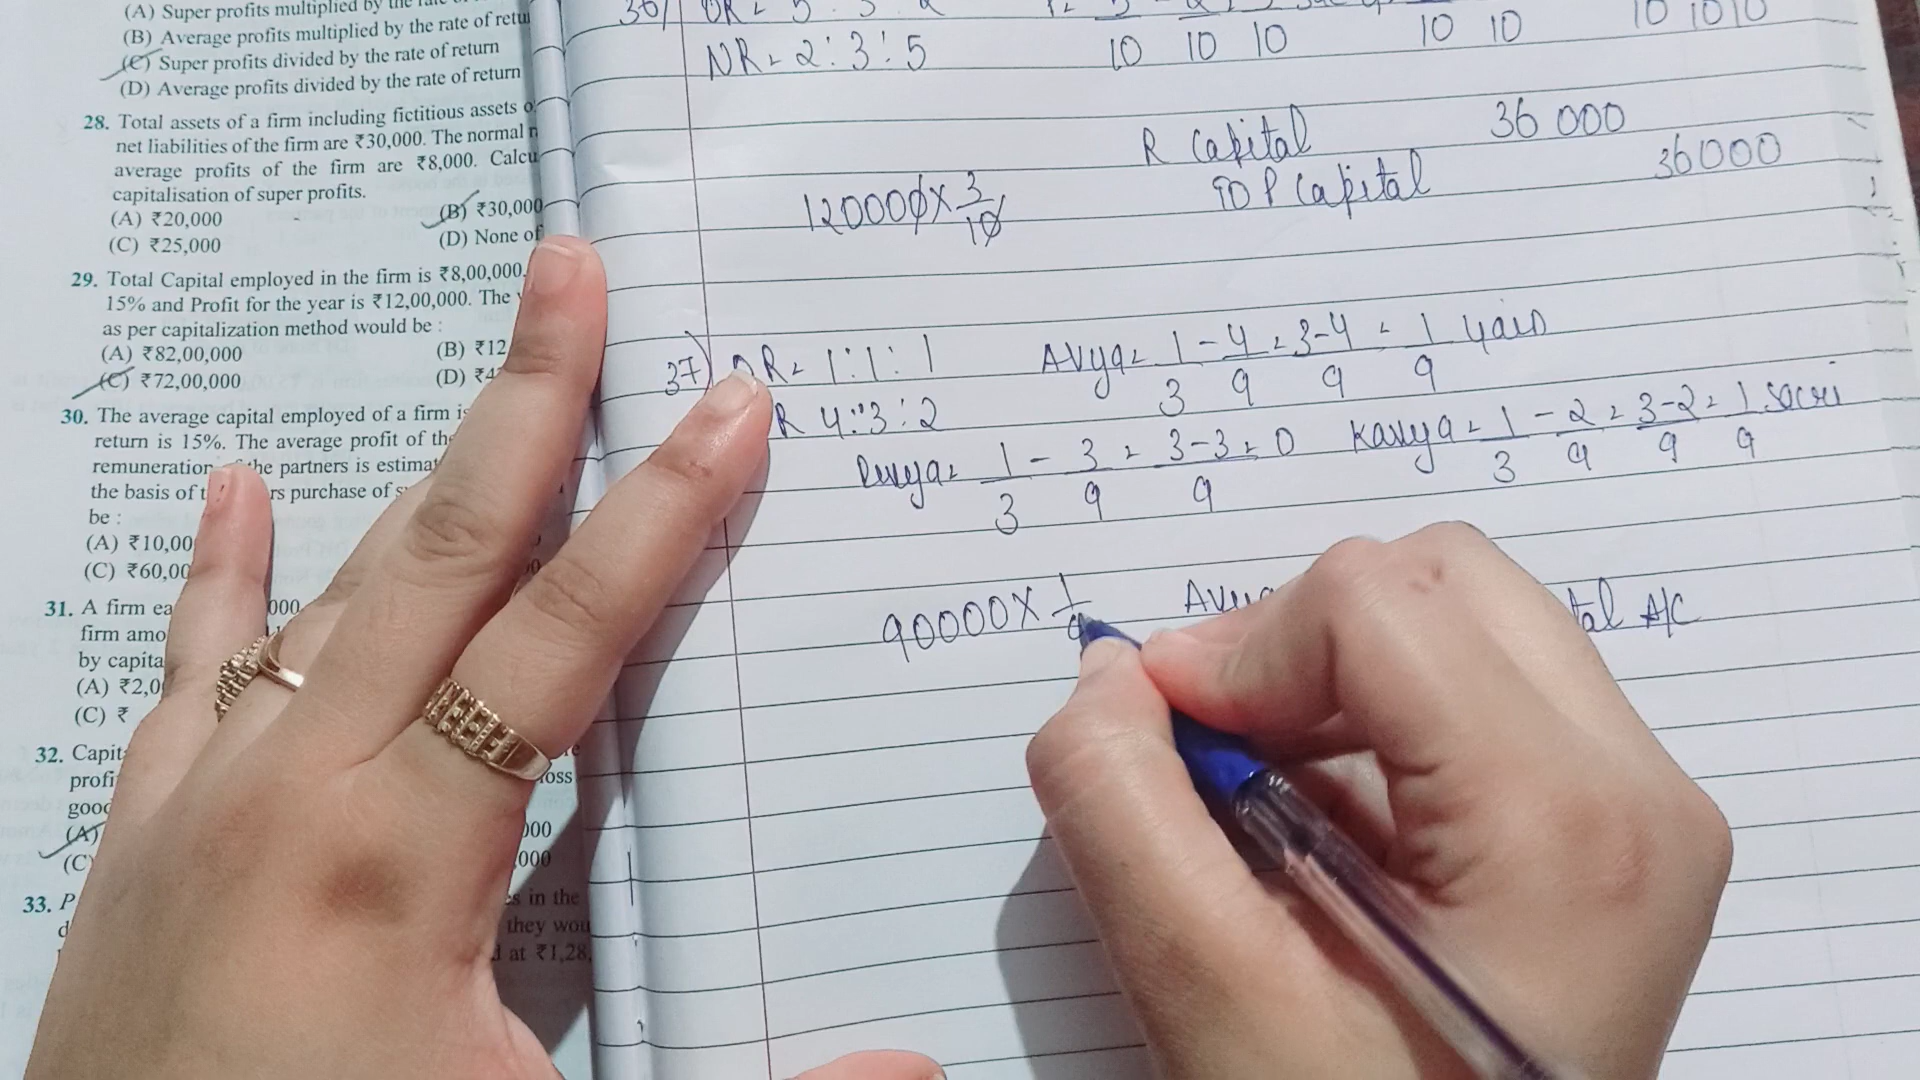 (A) Super profits multiplied by the rate o
(B) Average profits multiplied by the rate of retu
(C) Super profits divided by the rate of return
(D) Average profits divided by the rate of return
28. Total assets of a firm including fictitious assets o
net liabilities of the firm are ₹30,000. The normal r
average profits of the firm are ₹8,000. Calcu
capitalisation of super profits.
(A) ₹20,000 (B) ₹30,000
(C) ₹25,000 (D) None of
29. Total Capital employed in the firm is ₹8,00,000.
15% and Profit for the year is ₹12,00,000. The
as per capitalization method would be :
(A) ₹82,00,000 (B) ₹12
(C) ₹72,00,000 (D) ₹4
30. The average capital employed of a firm is
return is 15%. The average profit of th
remuneration the partners is estimat
the basis of rs purchase of s
be :
(A) ₹10,00
(C) ₹60,00
31. A firm ea 000
firm amo
by capita
(A) ₹2,0
(C) ₹
32. Capit
profi loss
good
(A) 000
(C) ,000
33. P s in the
d they wou
d at ₹1,28,
36)
NR = 2 : 3 : 5 10 10 10 10 10 10 10 10
R Capital 36 000
TO P Capital 36000
120000 × 3/10
37) OR = 1 : 1 : 1 Avya = 1/3 - 4/9 = 3-4/9 = 1/9 gain
R 4 : 3 : 2
Divya = 1/3 - 3/9 = 3-3/9 = 0 Kavya = 1/3 - 2/9 = 3-2/9 = 1/9 sacri
90000 × 1/9 Avya tal A/C